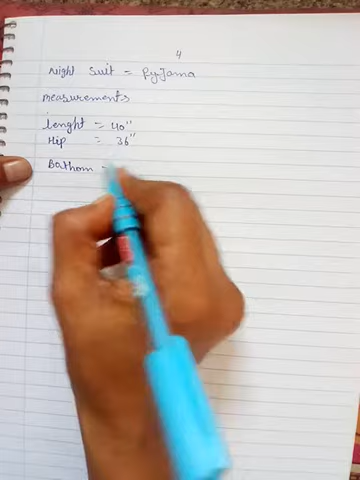 4
Night Suit = PyJama
measurements
Lenght = 40"
Hip = 36"
Bathom -